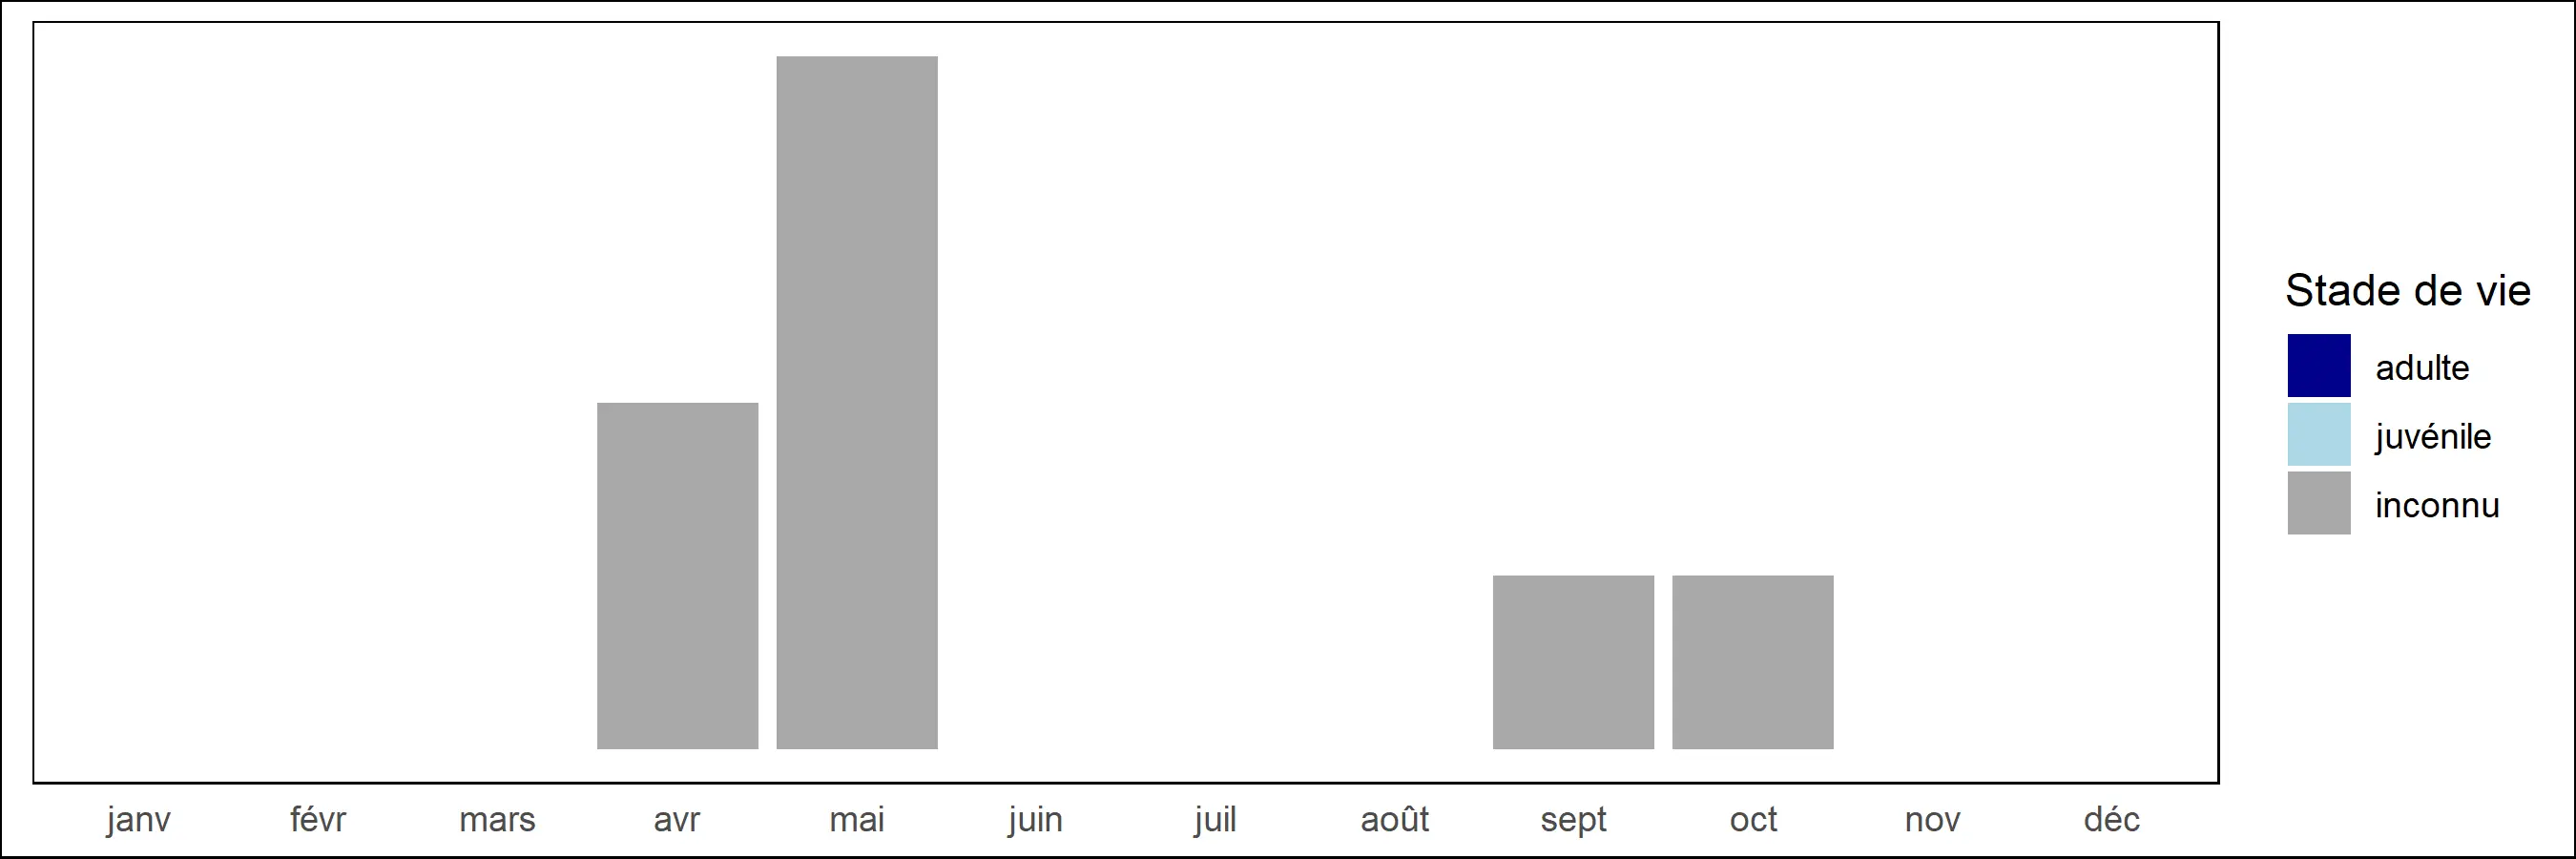 Stade de vie
adulte
juvénile
inconnu
janv févr mars avr mai juin juil août sept oct nov déc